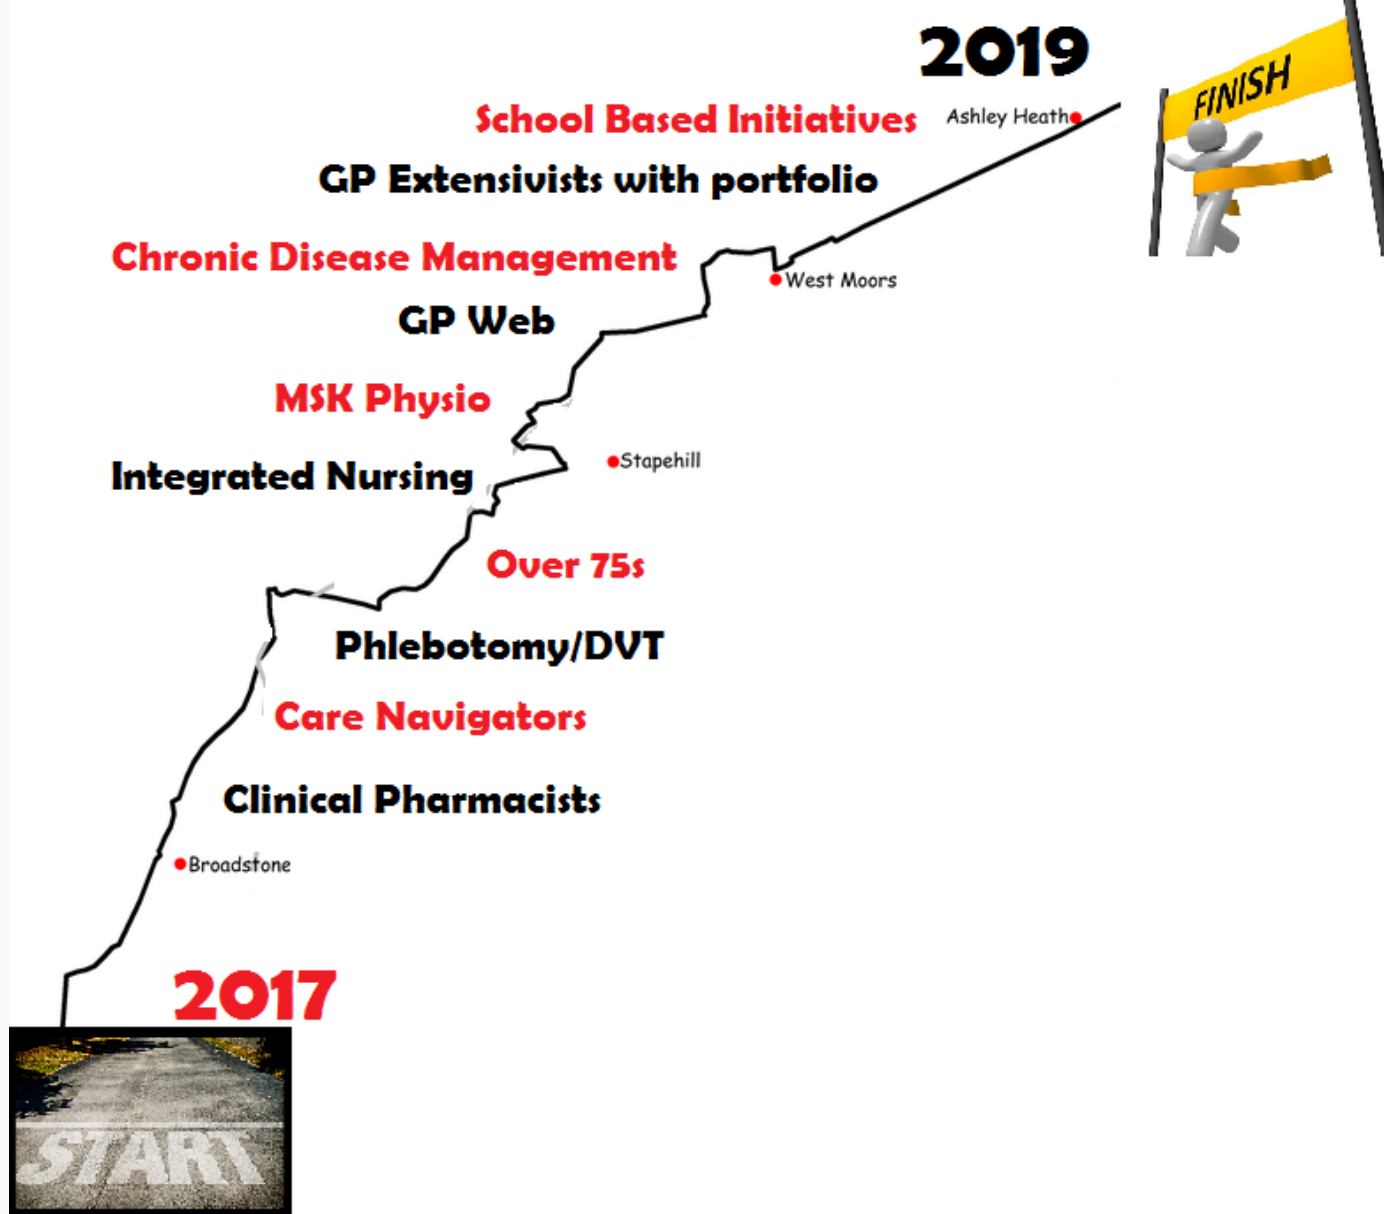 2019
FINISH
School Based Initiatives
Ashley Heath
GP Extensivists with portfolio
Chronic Disease Management
West Moors
GP Web
MSK Physio
Stapehill
Integrated Nursing
Over 75s
Phlebotomy/DVT
Care Navigators
Clinical Pharmacists
Broadstone
2017
START